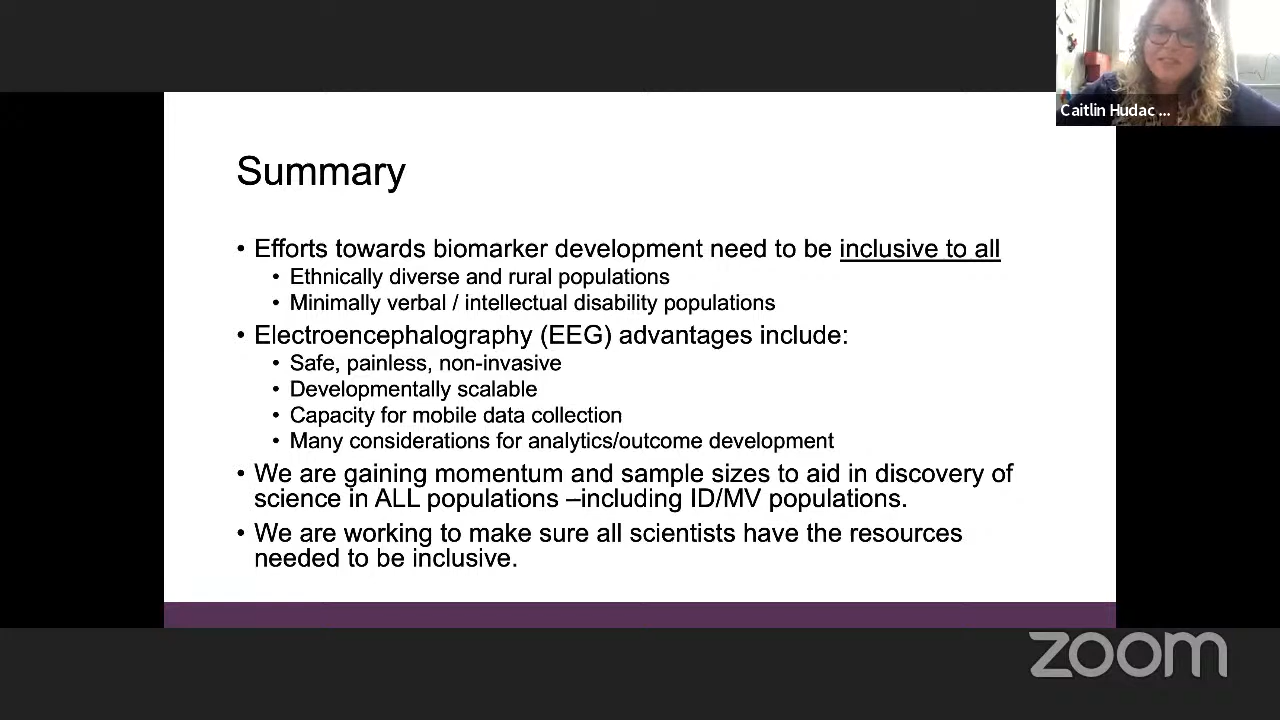 Caitlin Hudac ...
Summary
• Efforts towards biomarker development need to be inclusive to all
• Ethnically diverse and rural populations
• Minimally verbal / intellectual disability populations
• Electroencephalography (EEG) advantages include:
• Safe, painless, non-invasive
• Developmentally scalable
• Capacity for mobile data collection
• Many considerations for analytics/outcome development
• We are gaining momentum and sample sizes to aid in discovery of
science in ALL populations –including ID/MV populations.
• We are working to make sure all scientists have the resources
needed to be inclusive.
zoom